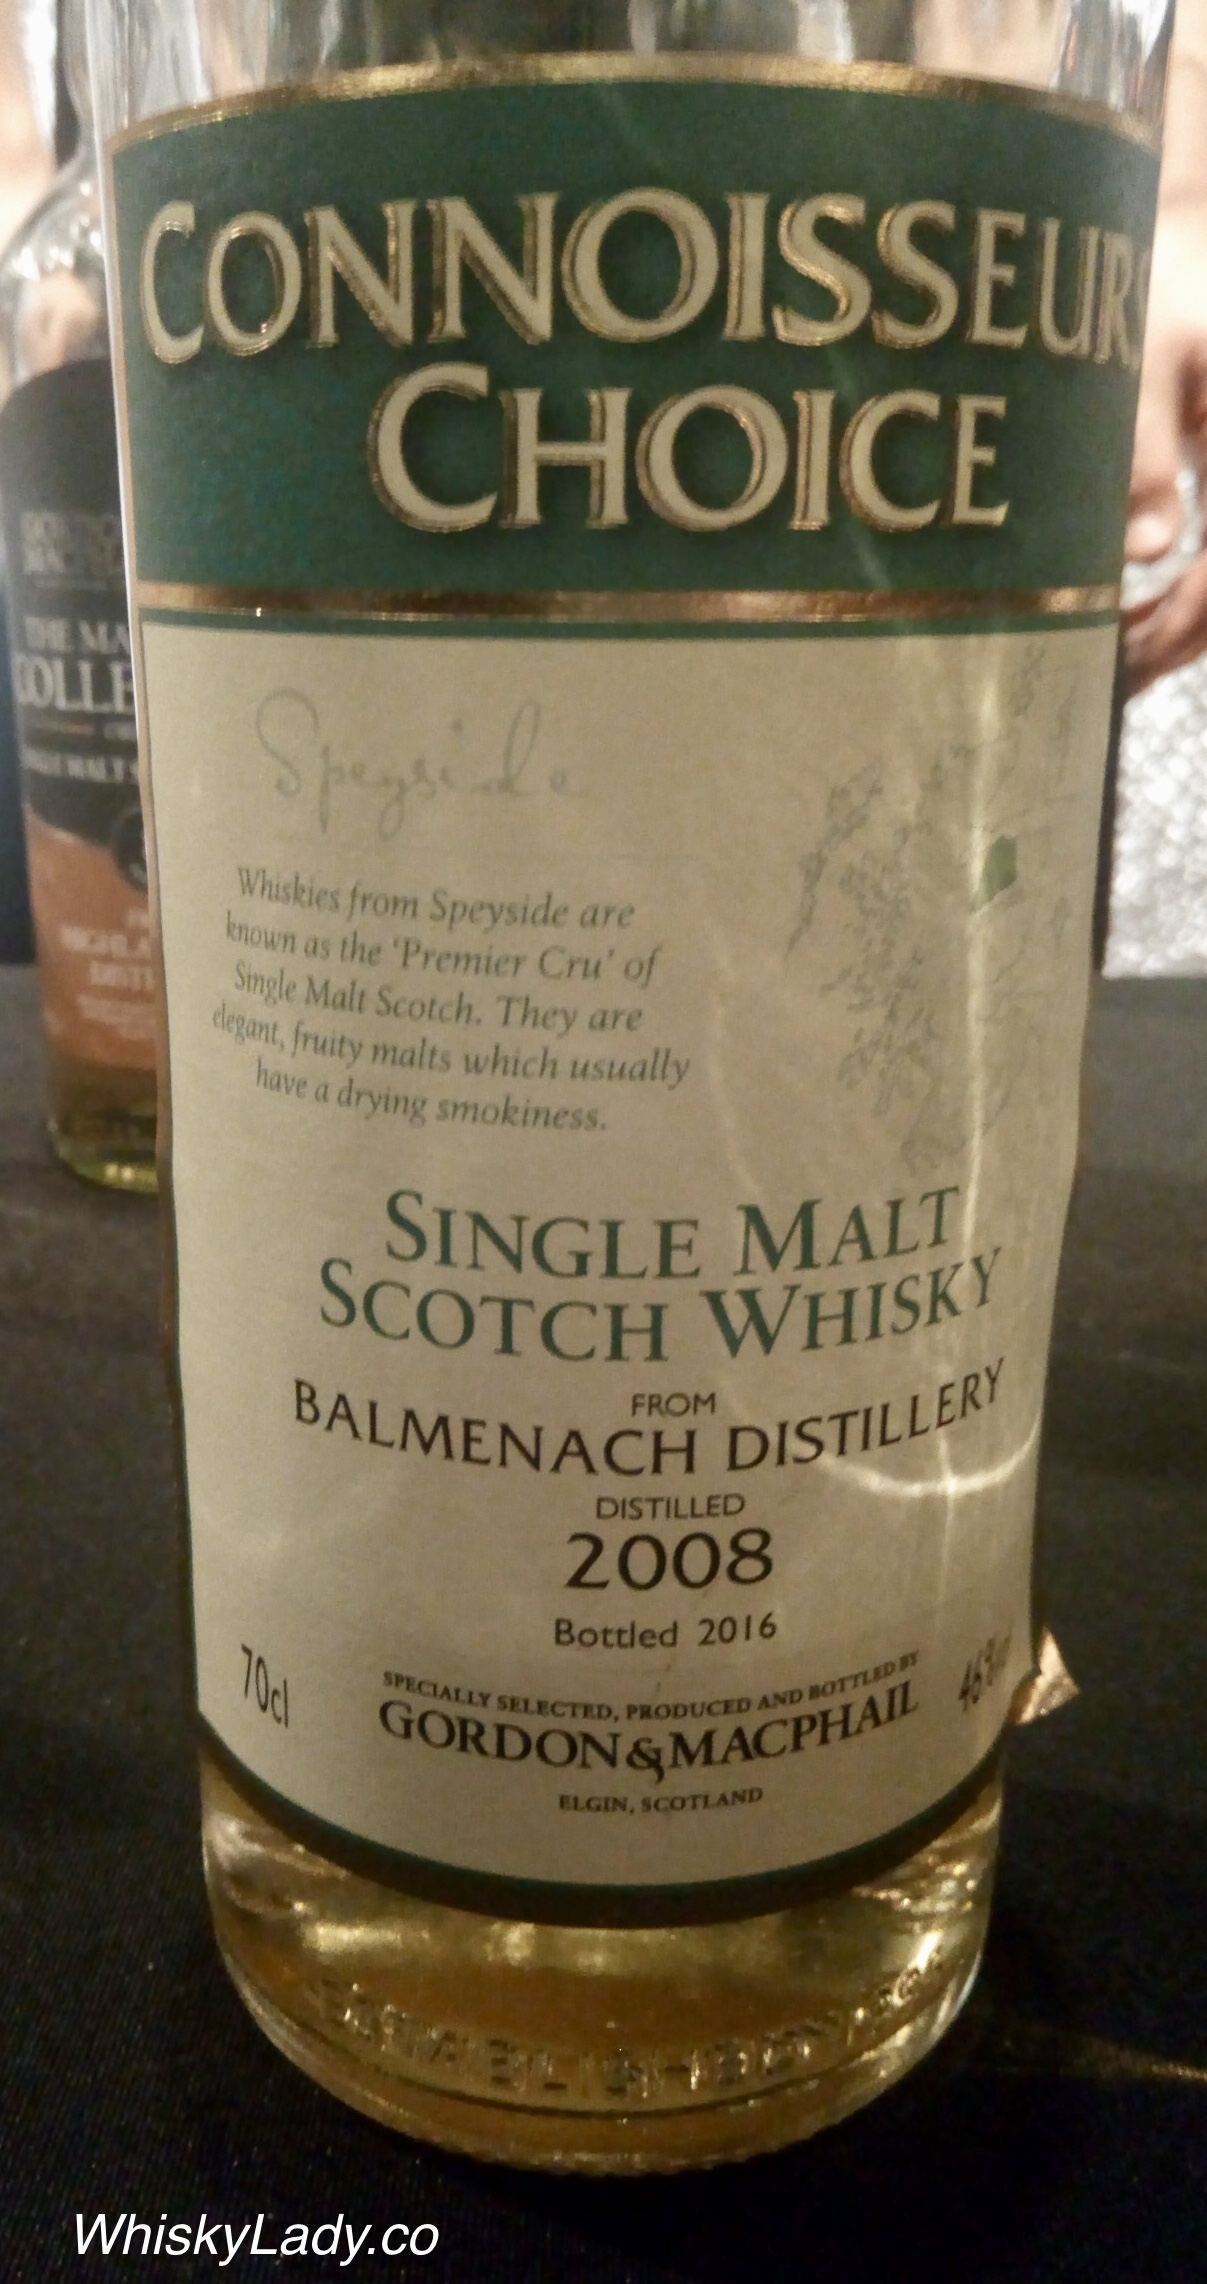 CONNOISSEURS
CHOICE
Speyside
Whiskies from Speyside are
known as the 'Premier Cru' of
Single Malt Scotch. They are
elegant, fruity malts which usually
have a drying smokiness.
SINGLE MALT
SCOTCH WHISKY
FROM
BALMENACH DISTILLERY
DISTILLED
2008
Bottled 2016
70cl
46%
SPECIALLY SELECTED, PRODUCED AND BOTTLED BY
GORDON & MACPHAIL
ELGIN, SCOTLAND
THE
WhiskyLady.co